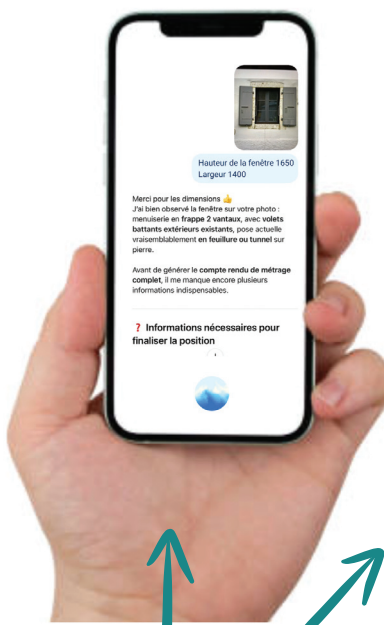 Hauteur de la fenêtre 1650
Largeur 1400
Merci pour les dimensions 👍
J'ai bien observé la fenêtre sur votre photo :
menuiserie en frappe 2 vantaux, avec volets
battants extérieurs existants, pose actuelle
vraisemblablement en feuillure ou tunnel sur
pierre.
Avant de générer le compte rendu de métrage
complet, il me manque encore plusieurs
informations indispensables.
❓ Informations nécessaires pour
finaliser la position